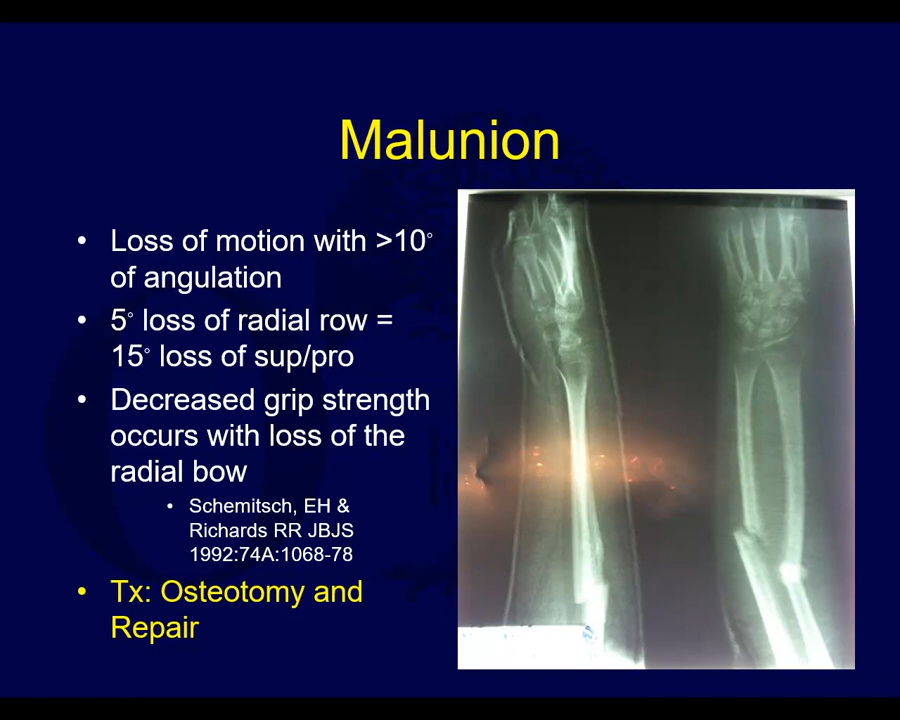 Malunion
• Loss of motion with >10°
of angulation
• 5° loss of radial row =
15° loss of sup/pro
• Decreased grip strength
occurs with loss of the
radial bow
• Schemitsch, EH &
Richards RR JBJS
1992:74A:1068-78
• Tx: Osteotomy and
Repair